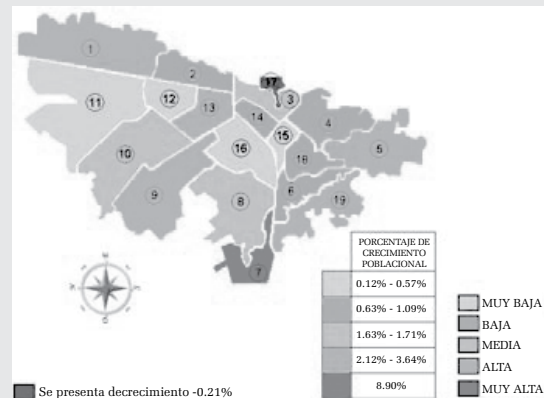 1
2
17
3
11
12
13
14
4
15
5
10
16
18
9
8
6
19
7
PORCENTAJE DE
CRECIMIENTO
POBLACIONAL
0.12% - 0.57%
0.63% - 1.09%
1.63% - 1.71%
2.12% - 3.64%
8.90%
MUY BAJA
BAJA
MEDIA
ALTA
MUY ALTA
Se presenta decrecimiento -0.21%